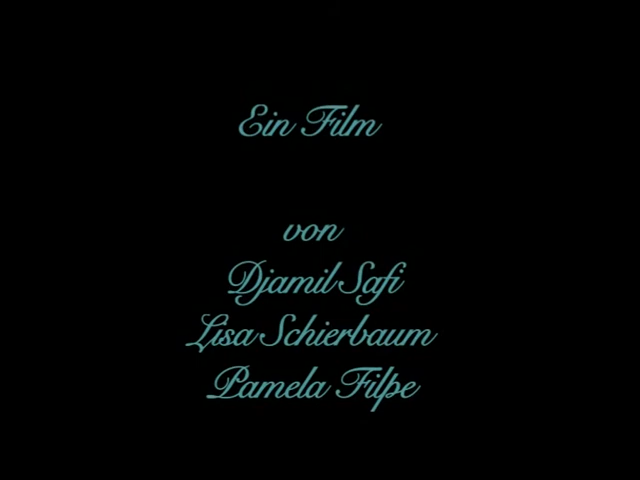 Ein Film
von
Djamil Safi
Lisa Schierbaum
Pamela Filpe